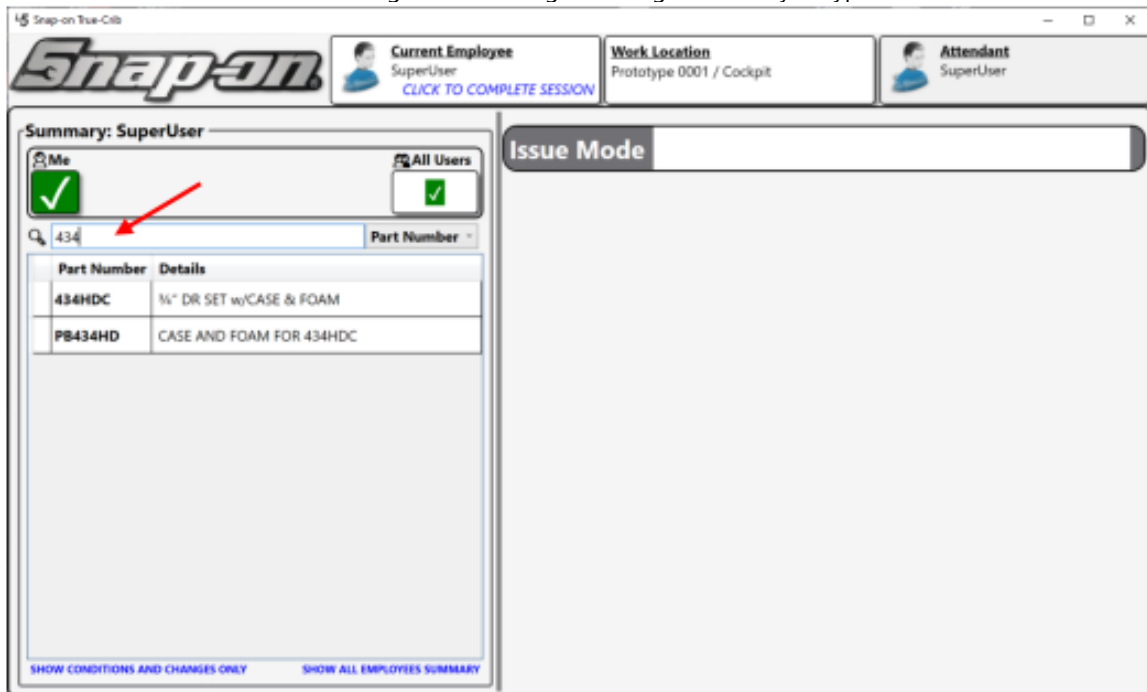 Snap-on True-Crib
Snap-on
Current Employee
SuperUser
CLICK TO COMPLETE SESSION
Work Location
Prototype 0001 / Cockpit
Attendant
SuperUser
Summary: SuperUser
Me
All Users
434
Part Number
Part Number Details
434HDC ¾" DR SET w/CASE & FOAM
PB434HD CASE AND FOAM FOR 434HDC
SHOW CONDITIONS AND CHANGES ONLY SHOW ALL EMPLOYEES SUMMARY
Issue Mode